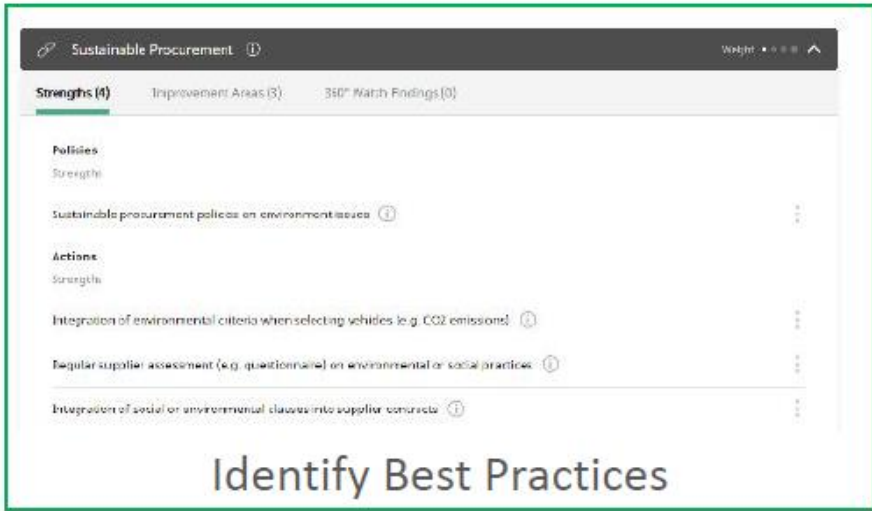 Sustainable Procurement
Weight
Strengths (4) Improvement Areas (3) 360° Watch Findings (0)
Policies
Strengths
Sustainable procurement policies on environment issues
Actions
Strengths
Integration of environmental criteria when selecting vehicles (e.g. CO2 emissions)
Regular supplier assessment (e.g. questionnaire) on environmental or social practices
Integration of social or environmental clauses into supplier contracts
Identify Best Practices